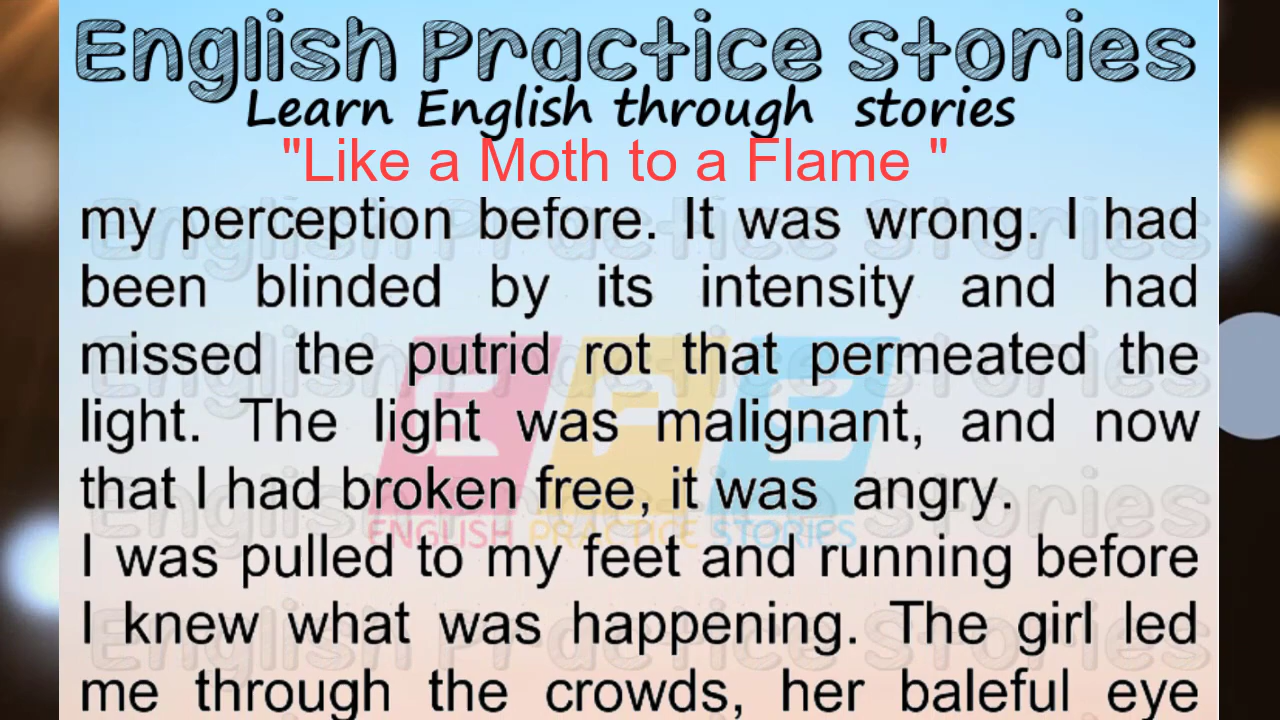 English Practice Stories
Learn English through stories
"Like a Moth to a Flame "
my perception before. It was wrong. I had
been blinded by its intensity and had
missed the putrid rot that permeated the
light. The light was malignant, and now
that I had broken free, it was angry.
ENGLISH PRACTICE STORIES
I was pulled to my feet and running before
I knew what was happening. The girl led
me through the crowds, her baleful eye